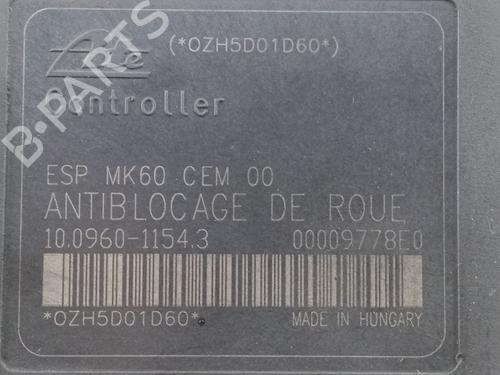 Ate (*OZH5D01D60*)
Controller
B-PARTS
ESP MK60 CEM 00
ANTIBLOCAGE DE ROUE
10.0960-1154.3 00009778E0
*OZH5D01D60*
MADE IN HUNGARY